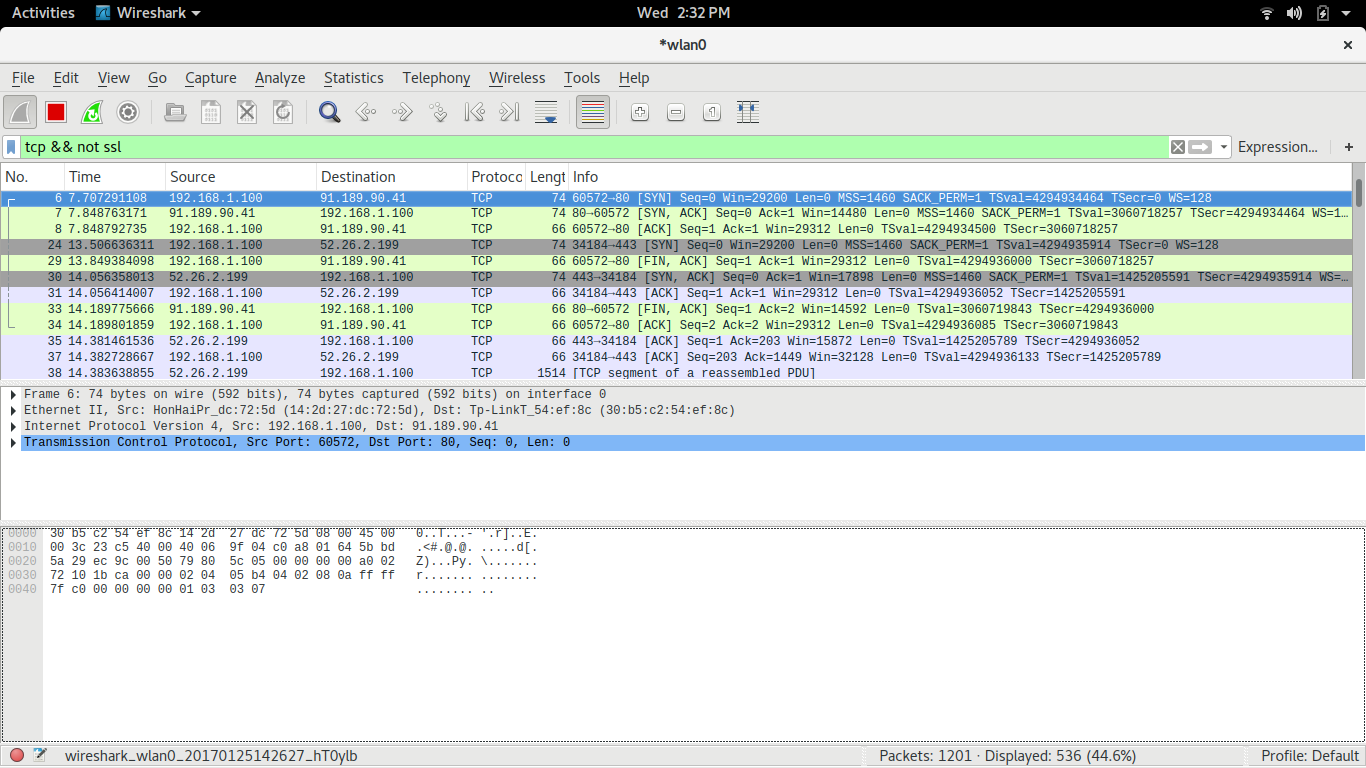 Activities Wireshark Wed 2:32 PM
*wlan0
File Edit View Go Capture Analyze Statistics Telephony Wireless Tools Help
tcp && not ssl Expression... +
No. Time Source Destination Protoco Lengt Info
6 7.707291108 192.168.1.100 91.189.90.41 TCP 74 60572→80 [SYN] Seq=0 Win=29200 Len=0 MSS=1460 SACK_PERM=1 TSval=4294934464 TSecr=0 WS=128
7 7.848763171 91.189.90.41 192.168.1.100 TCP 74 80→60572 [SYN, ACK] Seq=0 Ack=1 Win=14480 Len=0 MSS=1460 SACK_PERM=1 TSval=3060718257 TSecr=4294934464 WS=1…
8 7.848792735 192.168.1.100 91.189.90.41 TCP 66 60572→80 [ACK] Seq=1 Ack=1 Win=29312 Len=0 TSval=4294934500 TSecr=3060718257
24 13.506636311 192.168.1.100 52.26.2.199 TCP 74 34184→443 [SYN] Seq=0 Win=29200 Len=0 MSS=1460 SACK_PERM=1 TSval=4294935914 TSecr=0 WS=128
29 13.849384098 192.168.1.100 91.189.90.41 TCP 66 60572→80 [FIN, ACK] Seq=1 Ack=1 Win=29312 Len=0 TSval=4294936000 TSecr=3060718257
30 14.056358013 52.26.2.199 192.168.1.100 TCP 74 443→34184 [SYN, ACK] Seq=0 Ack=1 Win=17898 Len=0 MSS=1460 SACK_PERM=1 TSval=1425205591 TSecr=4294935914 WS=…
31 14.056414007 192.168.1.100 52.26.2.199 TCP 66 34184→443 [ACK] Seq=1 Ack=1 Win=29312 Len=0 TSval=4294936052 TSecr=1425205591
33 14.189775666 91.189.90.41 192.168.1.100 TCP 66 80→60572 [FIN, ACK] Seq=1 Ack=2 Win=14592 Len=0 TSval=3060719843 TSecr=4294936000
34 14.189801859 192.168.1.100 91.189.90.41 TCP 66 60572→80 [ACK] Seq=2 Ack=2 Win=29312 Len=0 TSval=4294936085 TSecr=3060719843
35 14.381461536 52.26.2.199 192.168.1.100 TCP 66 443→34184 [ACK] Seq=1 Ack=203 Win=15872 Len=0 TSval=1425205789 TSecr=4294936052
37 14.382728667 192.168.1.100 52.26.2.199 TCP 66 34184→443 [ACK] Seq=203 Ack=1449 Win=32128 Len=0 TSval=4294936133 TSecr=1425205789
38 14.383638855 52.26.2.199 192.168.1.100 TCP 1514 [TCP segment of a reassembled PDU]
Frame 6: 74 bytes on wire (592 bits), 74 bytes captured (592 bits) on interface 0
Ethernet II, Src: HonHaiPr_dc:72:5d (14:2d:27:dc:72:5d), Dst: Tp-LinkT_54:ef:8c (30:b5:c2:54:ef:8c)
Internet Protocol Version 4, Src: 192.168.1.100, Dst: 91.189.90.41
Transmission Control Protocol, Src Port: 60572, Dst Port: 80, Seq: 0, Len: 0
0000 30 b5 c2 54 ef 8c 14 2d 27 dc 72 5d 08 00 45 00 0..T...- '.r]..E.
0010 00 3c 23 c5 40 00 40 06 9f 04 c0 a8 01 64 5b bd .<#.@.@. .....d[.
0020 5a 29 ec 9c 00 50 79 80 5c 05 00 00 00 00 a0 02 Z)...Py. \.......
0030 72 10 1b ca 00 00 02 04 05 b4 04 02 08 0a ff ff r....... ........
0040 7f c0 00 00 00 00 01 03 03 07 ........ ..
wireshark_wlan0_20170125142627_hT0ylb Packets: 1201 · Displayed: 536 (44.6%) Profile: Default